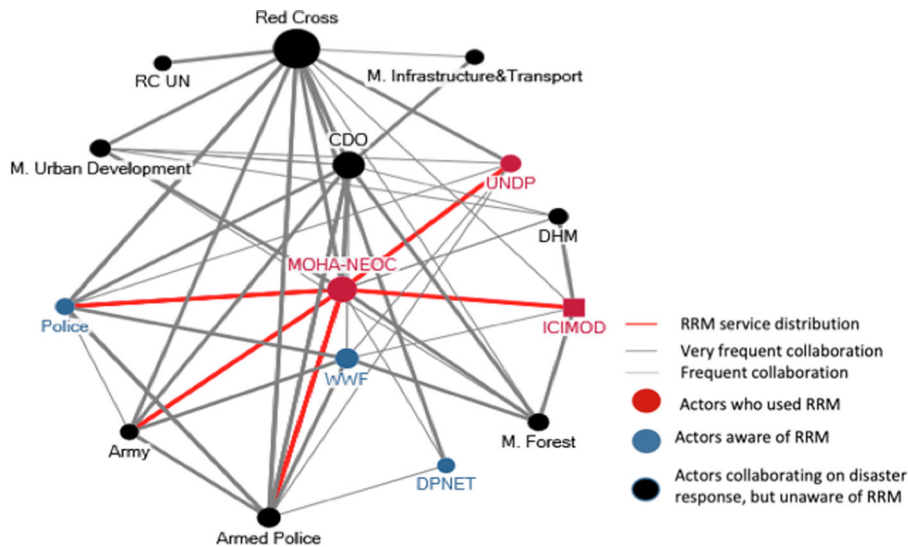 Red Cross
RC UN
M. Infrastructure&Transport
CDO
M. Urban Development
UNDP
DHM
MOHA-NEOC
Police
ICIMOD
WWF
Army
M. Forest
DPNET
Armed Police
RRM service distribution
Very frequent collaboration
Frequent collaboration
Actors who used RRM
Actors aware of RRM
Actors collaborating on disaster
response, but unaware of RRM